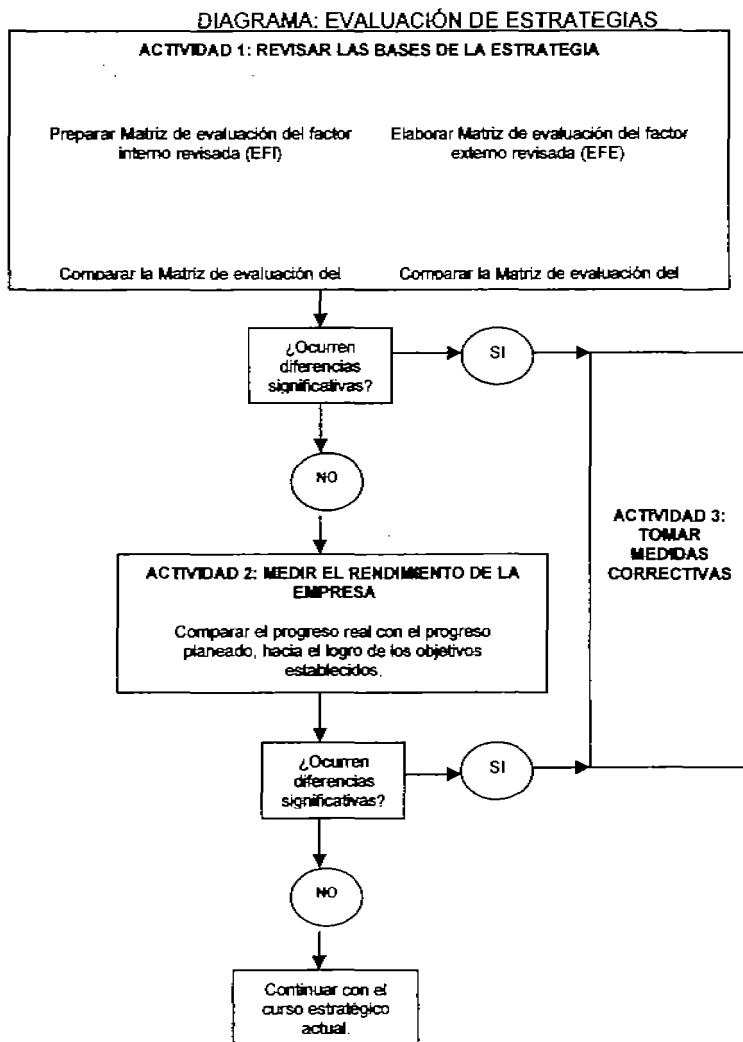 DIAGRAMA: EVALUACIÓN DE ESTRATEGIAS
ACTIVIDAD 1: REVISAR LAS BASES DE LA ESTRATEGIA
Preparar Matriz de evaluación del factor
interno revisada (EFI)
Elaborar Matriz de evaluación del factor
externo revisada (EFE)
Comparar la Matriz de evaluación del
Comparar la Matriz de evaluación del
¿Ocurren
diferencias
significativas?
SI
NO
ACTIVIDAD 3:
TOMAR
MEDIDAS
CORRECTIVAS
ACTIVIDAD 2: MEDIR EL RENDIMIENTO DE LA
EMPRESA
Comparar el progreso real con el progreso
planeado, hacia el logro de los objetivos
establecidos.
¿Ocurren
diferencias
significativas?
SI
NO
Continuar con el
curso estratégico
actual.